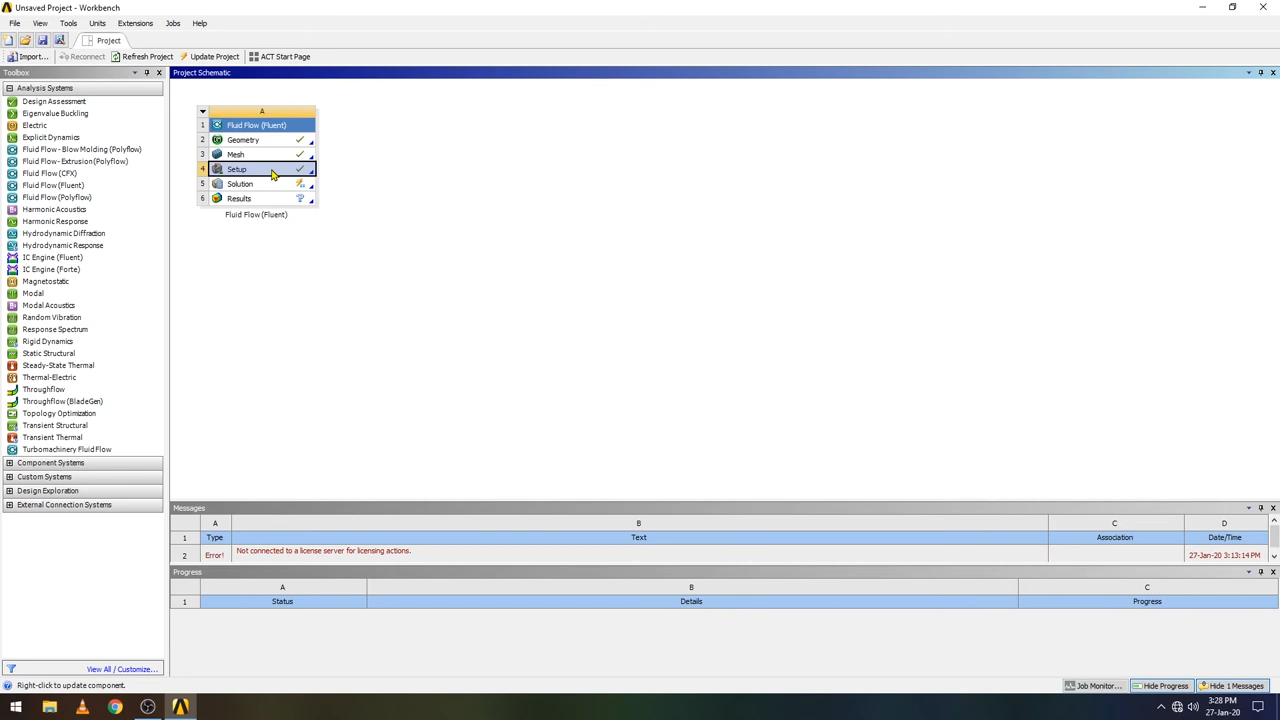 Unsaved Project - Workbench
File View Tools Units Extensions Jobs Help
Project
Import... Reconnect Refresh Project Update Project ACT Start Page
Toolbox
Project Schematic
Analysis Systems
Design Assessment
Eigenvalue Buckling
Electric
Explicit Dynamics
Fluid Flow - Blow Molding (Polyflow)
Fluid Flow- Extrusion (Polyflow)
Fluid Flow (CFX)
Fluid Flow (Fluent)
Fluid Flow (Polyflow)
Harmonic Acoustics
Harmonic Response
Hydrodynamic Diffraction
Hydrodynamic Response
IC Engine (Fluent)
IC Engine (Forte)
Magnetostatic
Modal
Modal Acoustics
Random Vibration
Response Spectrum
Rigid Dynamics
Static Structural
Steady-State Thermal
Thermal-Electric
Throughflow
Throughflow (BladeGen)
Topology Optimization
Transient Structural
Transient Thermal
Turbomachinery Fluid Flow
Component Systems
Custom Systems
Design Exploration
External Connection Systems
View All / Customize...
A
1 Fluid Flow (Fluent)
2 Geometry
3 Mesh
4 Setup
5 Solution
6 Results
Fluid Flow (Fluent)
Messages
A B C D
1 Type Text Association Date/Time
2 Error! Not connected to a license server for licensing actions. 27-Jan-20 3:13:14 PM
Progress
A B C
1 Status Details Progress
Right-click to update component.
Job Monitor... Hide Progress Hide 1 Messages
3:28 PM
27-Jan-20